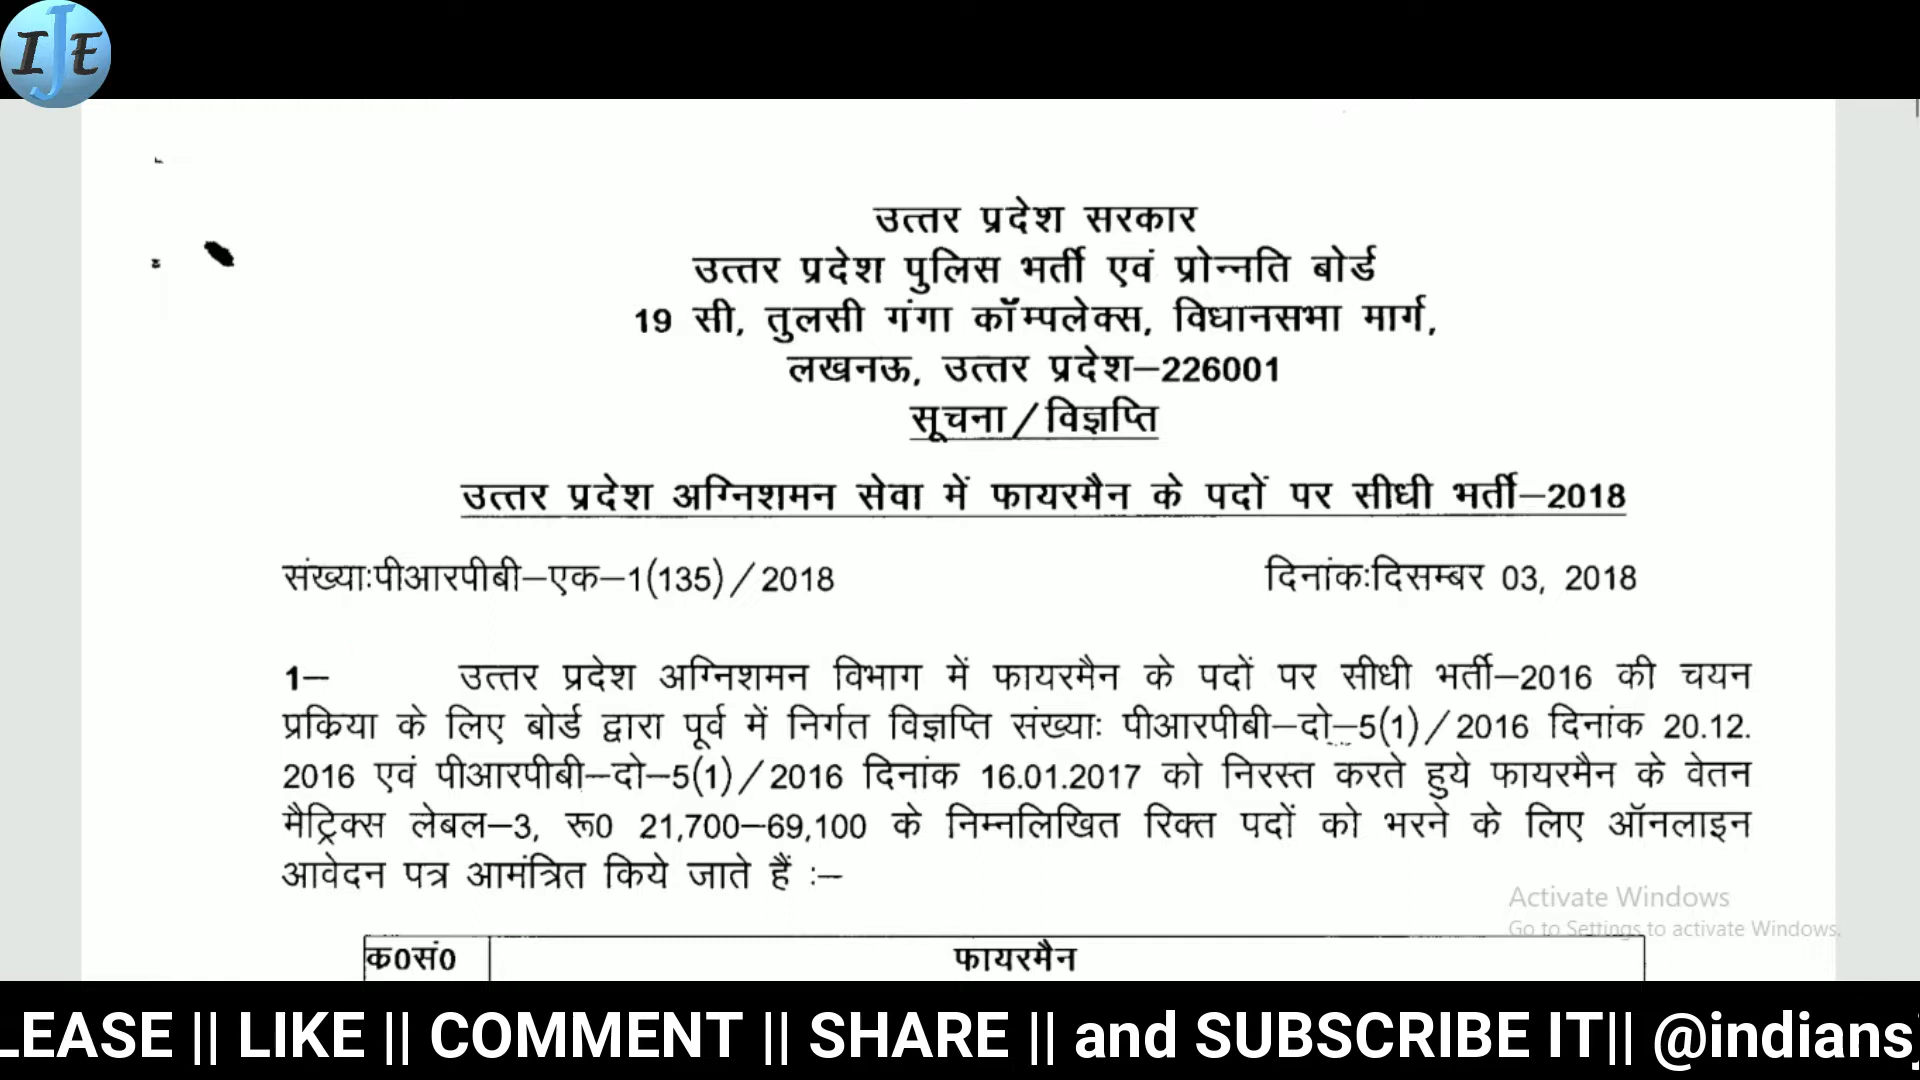 IJE
उत्तर प्रदेश सरकार
उत्तर प्रदेश पुलिस भर्ती एवं प्रोन्नति बोर्ड
19 सी, तुलसी गंगा कॉम्पलेक्स, विधानसभा मार्ग,
लखनऊ, उत्तर प्रदेश–226001
सूचना/विज्ञप्ति
उत्तर प्रदेश अग्निशमन सेवा में फायरमैन के पदों पर सीधी भर्ती–2018
संख्याःपीआरपीबी–एक–1(135)/2018 दिनांकःदिसम्बर 03, 2018
1– उत्तर प्रदेश अग्निशमन विभाग में फायरमैन के पदों पर सीधी भर्ती–2016 की चयन
प्रकिया के लिए बोर्ड द्वारा पूर्व में निर्गत विज्ञप्ति संख्याः पीआरपीबी–दो–5(1)/2016 दिनांक 20.12.
2016 एवं पीआरपीबी–दो–5(1)/2016 दिनांक 16.01.2017 को निरस्त करते हुये फायरमैन के वेतन
मैट्रिक्स लेबल–3, रू0 21,700–69,100 के निम्नलिखित रिक्त पदों को भरने के लिए ऑनलाइन
आवेदन पत्र आमंत्रित किये जाते हैं :–
Activate Windows
Go to Settings to activate Windows.
क0सं0 फायरमैन
LEASE || LIKE || COMMENT || SHARE || and SUBSCRIBE IT|| @indiansj